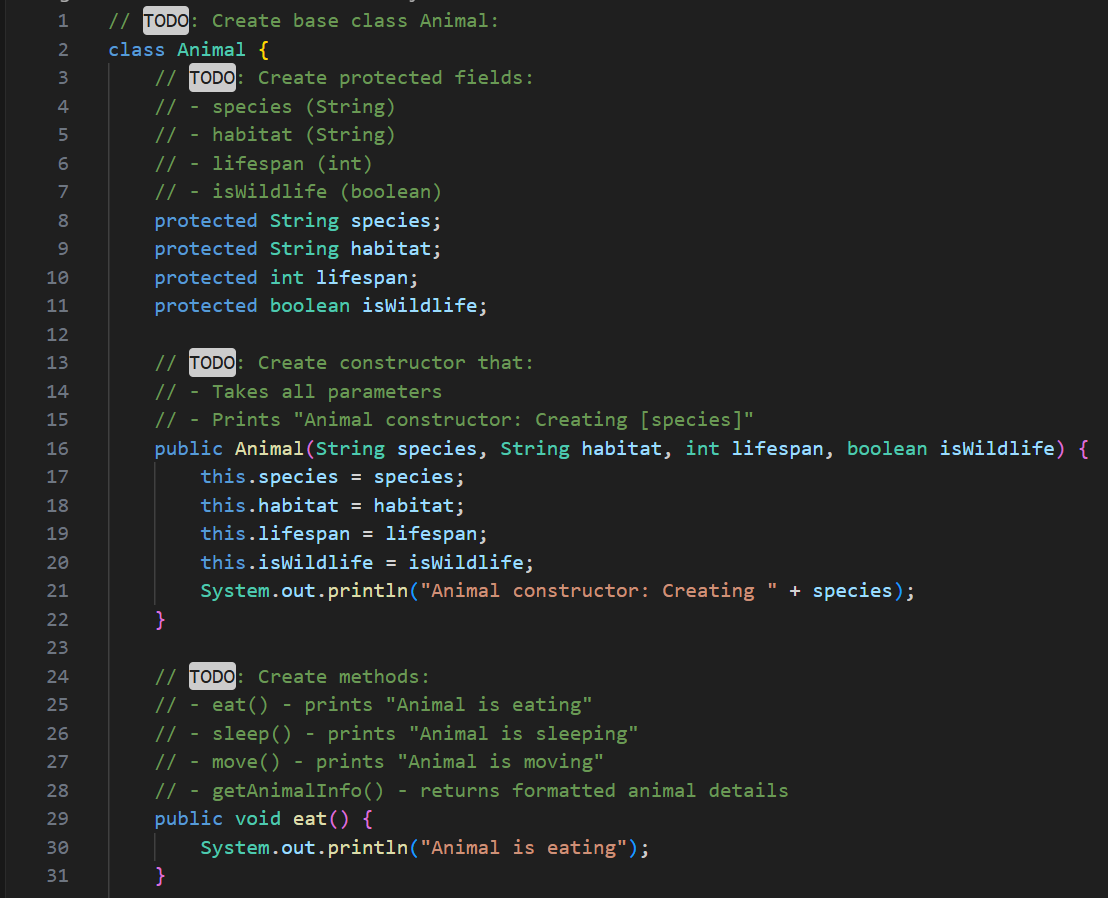 1 // TODO: Create base class Animal:
2 class Animal {
3     // TODO: Create protected fields:
4     // - species (String)
5     // - habitat (String)
6     // - lifespan (int)
7     // - isWildlife (boolean)
8     protected String species;
9     protected String habitat;
10     protected int lifespan;
11     protected boolean isWildlife;
12
13     // TODO: Create constructor that:
14     // - Takes all parameters
15     // - Prints "Animal constructor: Creating [species]"
16     public Animal(String species, String habitat, int lifespan, boolean isWildlife) {
17         this.species = species;
18         this.habitat = habitat;
19         this.lifespan = lifespan;
20         this.isWildlife = isWildlife;
21         System.out.println("Animal constructor: Creating " + species);
22     }
23
24     // TODO: Create methods:
25     // - eat() - prints "Animal is eating"
26     // - sleep() - prints "Animal is sleeping"
27     // - move() - prints "Animal is moving"
28     // - getAnimalInfo() - returns formatted animal details
29     public void eat() {
30         System.out.println("Animal is eating");
31     }